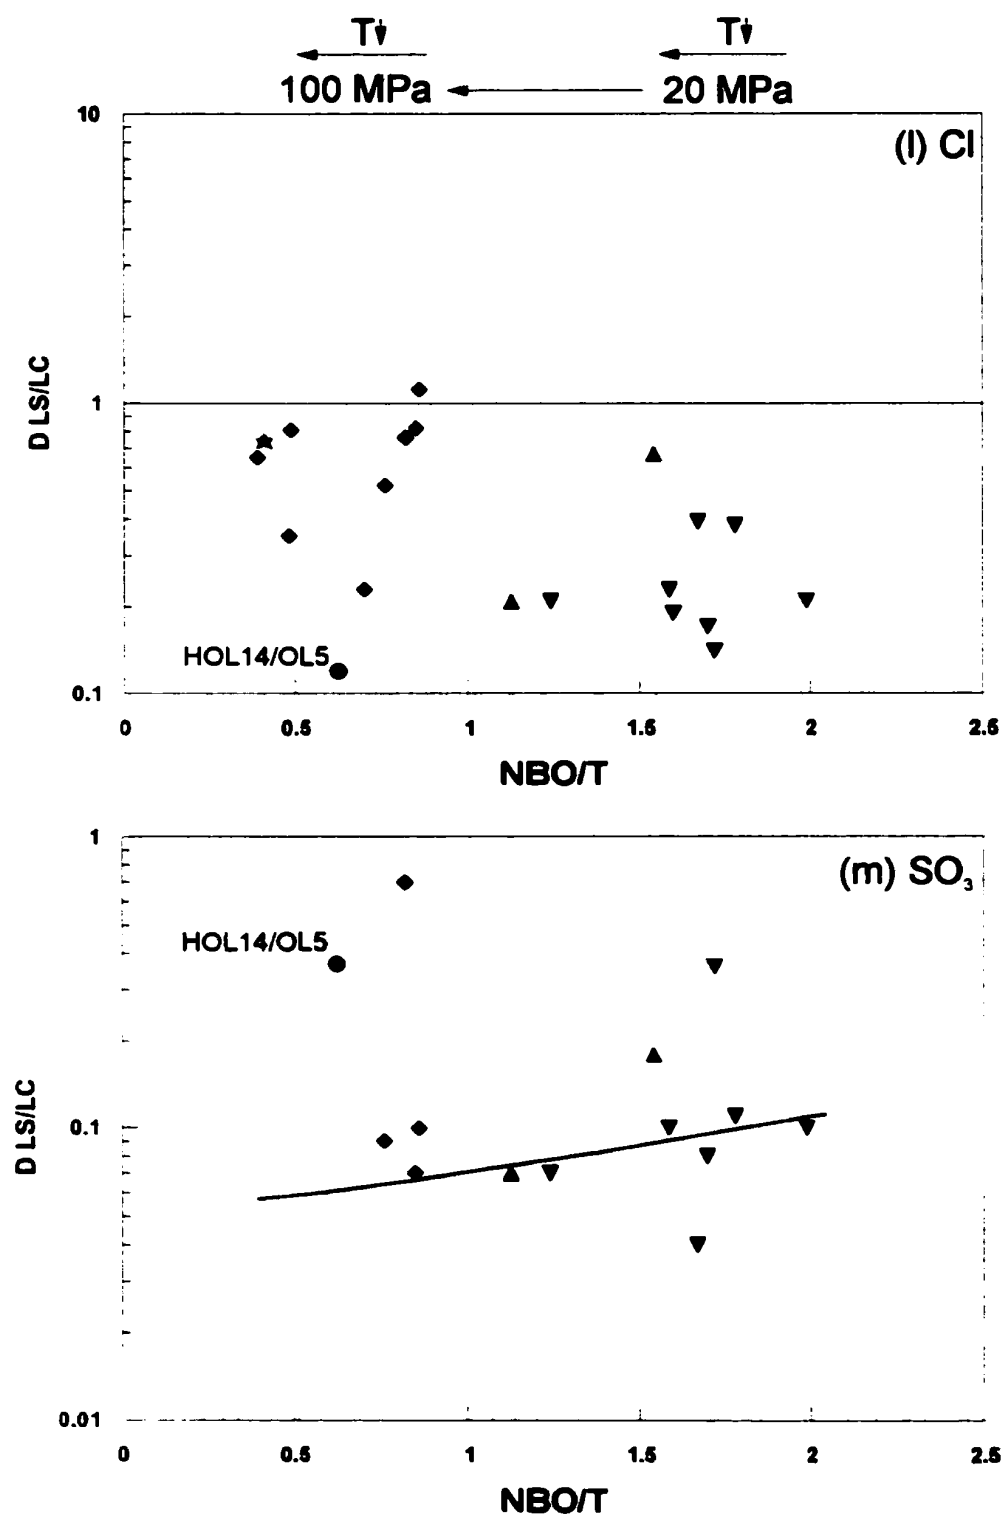 T T
100 MPa 20 MPa
10
(l) Cl
D LS/LC
1
HOL14/OL5
0.1
0 0.5 1 1.5 2 2.5
NBO/T
1
(m) SO₃
HOL14/OL5
D LS/LC
0.1
0.01
0 0.5 1 1.5 2 2.5
NBO/T